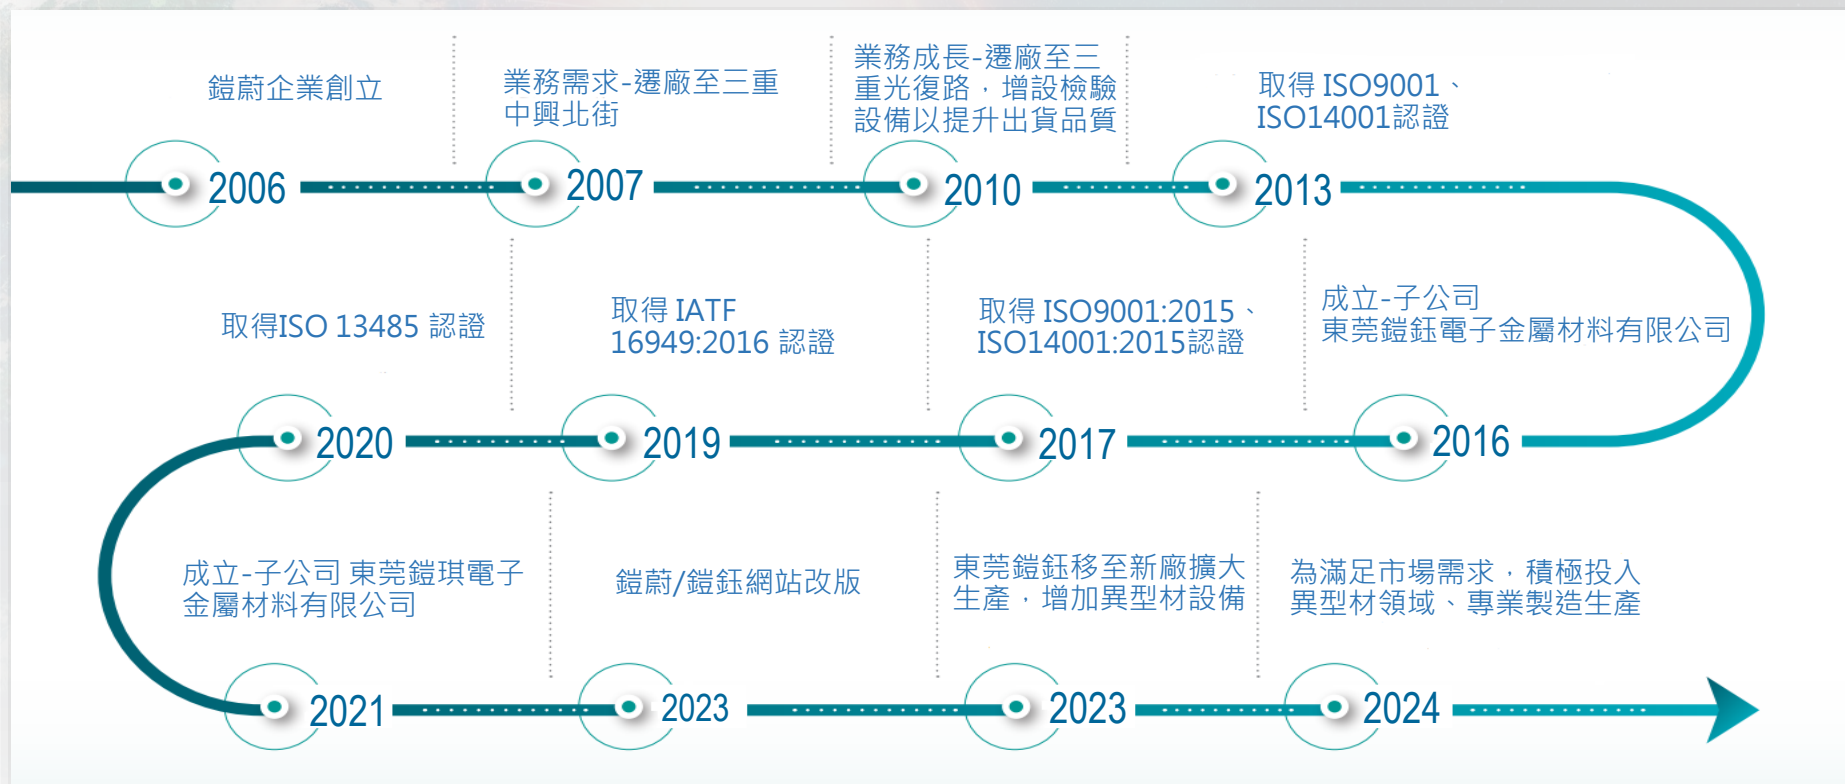 鎧蔚企業創立
2006
業務需求-遷廠至三重
中興北街
2007
業務成長-遷廠至三
重光復路，增設檢驗
設備以提升出貨品質
2010
取得 ISO9001、
ISO14001認證
2013
成立-子公司
東莞鎧鈺電子金屬材料有限公司
2016
取得 ISO9001:2015、
ISO14001:2015認證
2017
取得 IATF
16949:2016 認證
2019
取得ISO 13485 認證
2020
成立-子公司 東莞鎧琪電子
金屬材料有限公司
2021
鎧蔚/鎧鈺網站改版
2023
東莞鎧鈺移至新廠擴大
生產，增加異型材設備
2023
為滿足市場需求，積極投入
異型材領域、專業製造生產
2024